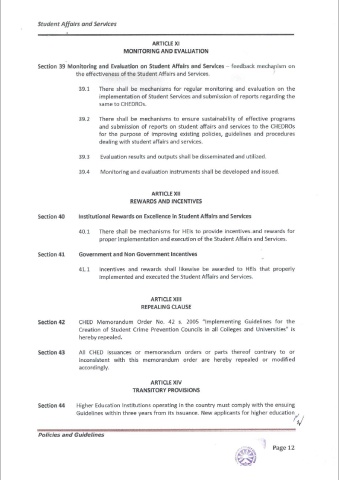 Student Affairs and Services
ARTICLE XI
MONITORING AND EVALUATION
Section 39 Monitoring and Evaluation on Student Affairs and Services – feedback mechanism on
the effectiveness of the Student Affairs and Services.
39.1 There shall be mechanisms for regular monitoring and evaluation on the
implementation of Student Services and submission of reports regarding the
same to CHEDROs.
39.2 There shall be mechanisms to ensure sustainability of effective programs
and submission of reports on student affairs and services to the CHEDROs
for the purpose of improving existing policies, guidelines and procedures
dealing with student affairs and services.
39.3 Evaluation results and outputs shall be disseminated and utilized.
39.4 Monitoring and evaluation instruments shall be developed and issued.
ARTICLE XII
REWARDS AND INCENTIVES
Section 40 Institutional Rewards on Excellence in Student Affairs and Services
40.1 There shall be mechanisms for HEIs to provide incentives and rewards for
proper implementation and execution of the Student Affairs and Services.
Section 41 Government and Non Government Incentives
41.1 Incentives and rewards shall likewise be awarded to HEIs that properly
implemented and executed the Student Affairs and Services.
ARTICLE XIII
REPEALING CLAUSE
Section 42 CHED Memorandum Order No. 42 s. 2005 "Implementing Guidelines for the
Creation of Student Crime Prevention Councils in all Colleges and Universities" is
hereby repealed.
Section 43 All CHED issuances or memorandum orders or parts thereof contrary to or
inconsistent with this memorandum order are hereby repealed or modified
accordingly.
ARTICLE XIV
TRANSITORY PROVISIONS
Section 44 Higher Education Institutions operating in the country must comply with the ensuing
Guidelines within three years from its issuance. New applicants for higher education
Policies and Guidelines
Page 12